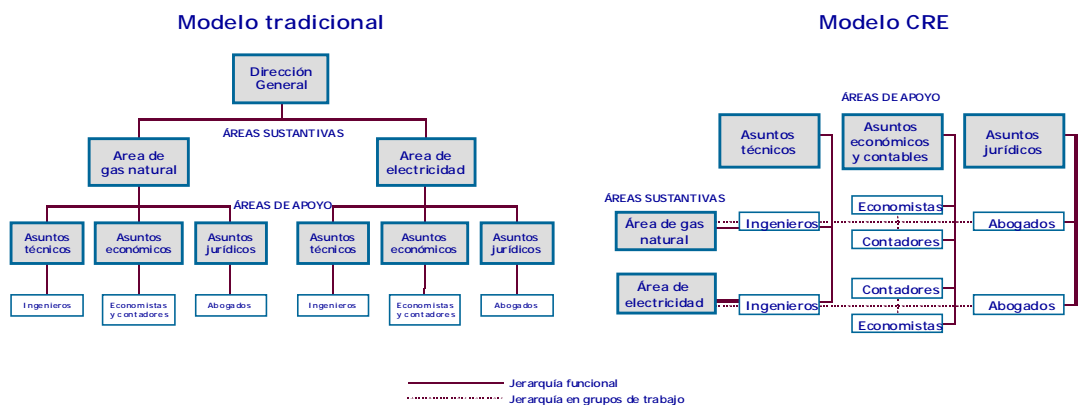 Modelo tradicional
Dirección
General
ÁREAS SUSTANTIVAS
Area de
gas natural
Area de
electricidad
ÁREAS DE APOYO
Asuntos
técnicos
Asuntos
económicos
Asuntos
jurídicos
Asuntos
técnicos
Asuntos
económicos
Asuntos
jurídicos
Ingenieros
Economistas
y contadores
Abogados
Ingenieros
Economistas
y contadores
Abogados
Modelo CRE
ÁREAS DE APOYO
Asuntos
técnicos
Asuntos
económicos
y contables
Asuntos
jurídicos
ÁREAS SUSTANTIVAS
Área de gas
natural
Ingenieros
Economistas
Contadores
Abogados
Área de
electricidad
Ingenieros
Contadores
Economistas
Abogados
Jerarquía funcional
Jerarquía en grupos de trabajo